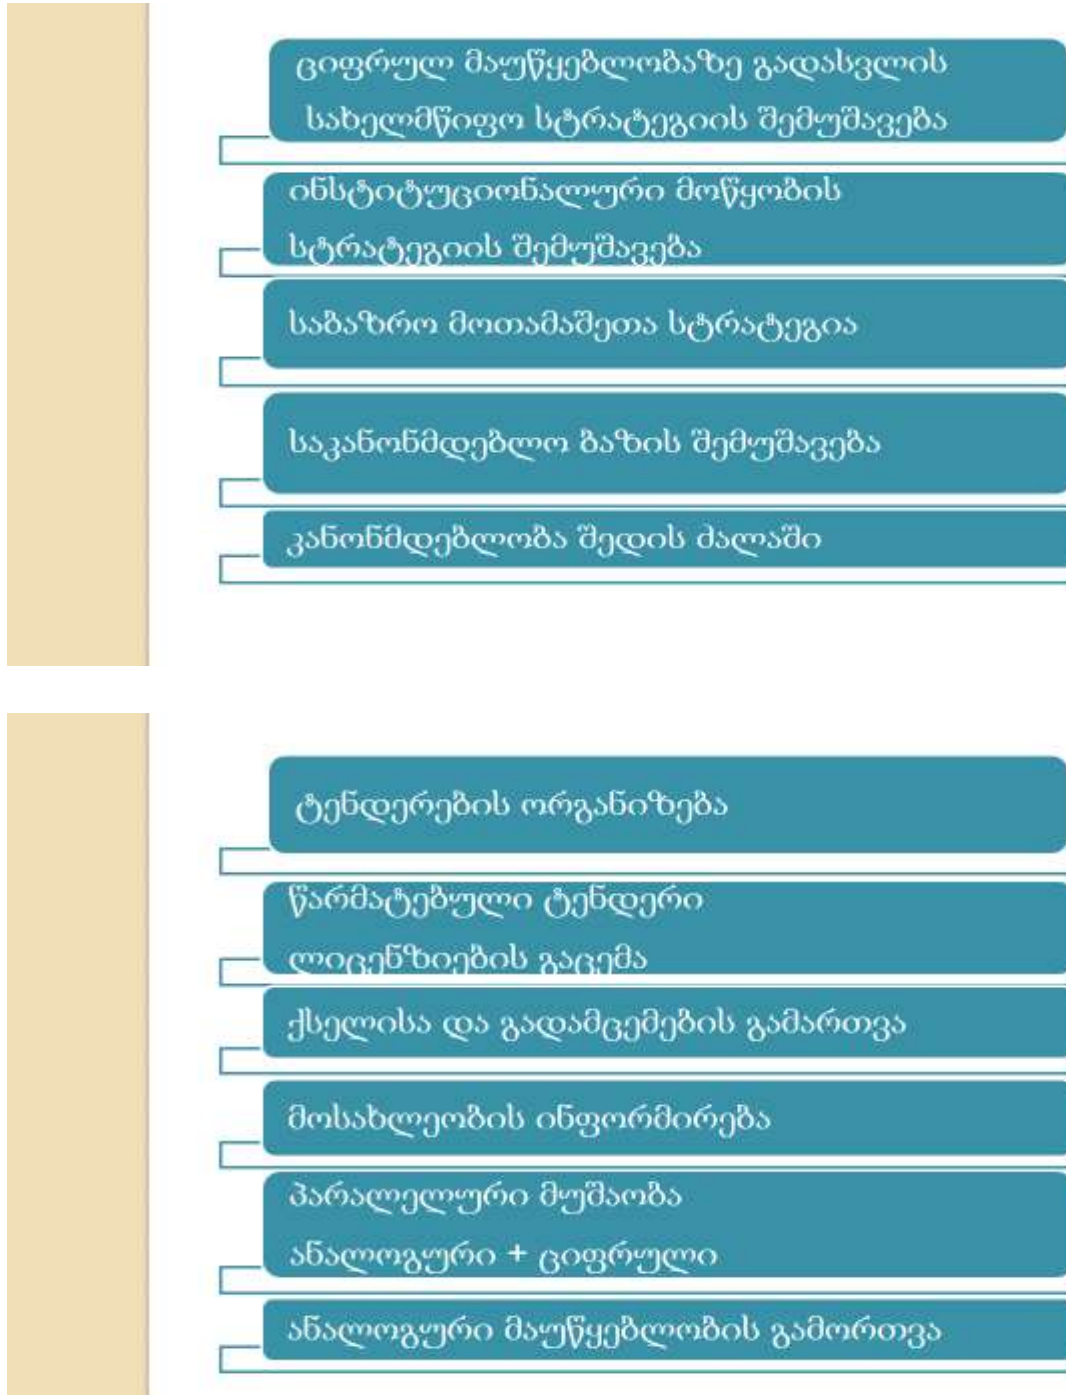 ციფრულ მაუწყებლობაზე გადასვლის
სახელმწიფო სტრატეგიის შემუშავება
ინსტიტუციონალური მოწყობის
სტრატეგიის შემუშავება
საბაზრო მოთამაშეთა სტრატეგია
საკანონმდებლო ბაზის შემუშავება
კანონმდებლობა შედის ძალაში
ტენდერების ორგანიზება
წარმატებული ტენდერი
ლიცენზიების გაცემა
ქსელისა და გადამცემების გამართვა
მოსახლეობის ინფორმირება
პარალელური მუშაობა
ანალოგური + ციფრული
ანალოგური მაუწყებლობის გამორთვა